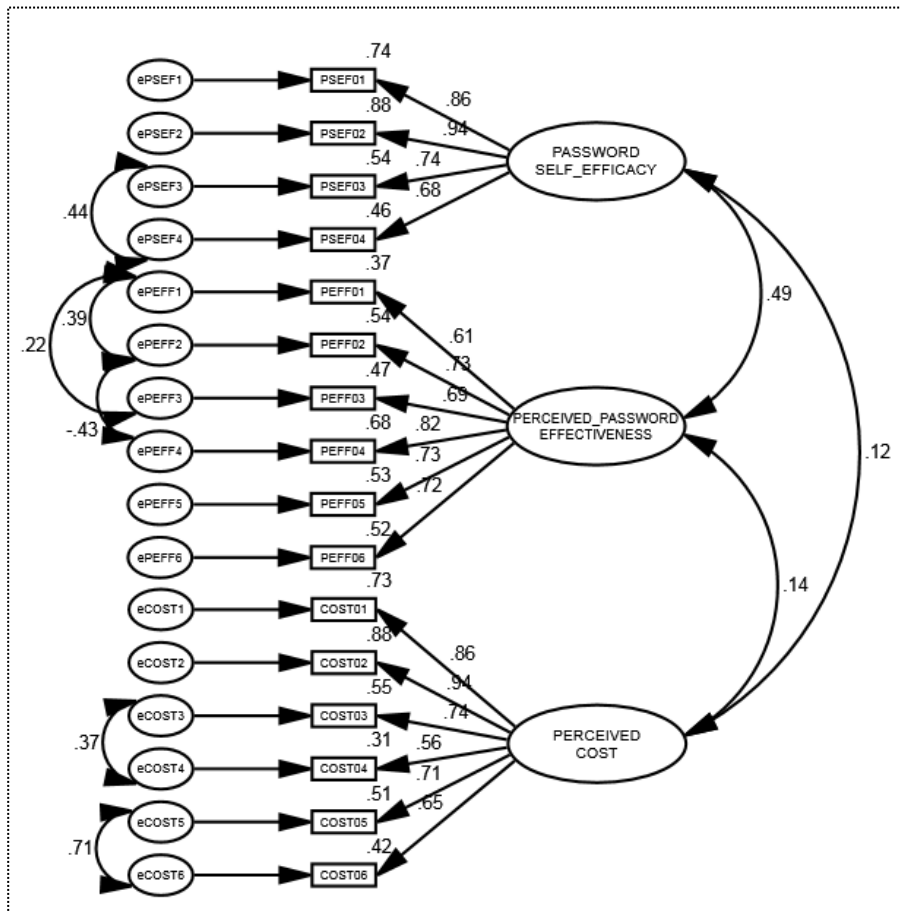 .74
ePSEF1 PSEF01
.86
.88
ePSEF2 PSEF02
.94
PASSWORD
SELF_EFFICACY
.54
.74
ePSEF3 PSEF03
.68
.44
.46
ePSEF4 PSEF04
.37
ePEFF1 PEFF01
.49
.39
.54
.61
.22
ePEFF2 PEFF02
.73
.47
ePEFF3 PEFF03
.69
PERCEIVED_PASSWORD
EFFECTIVENESS
-.43
.68
.82
ePEFF4 PEFF04
.73
.12
.53
.72
ePEFF5 PEFF05
.52
ePEFF6 PEFF06
.73
.14
eCOST1 COST01
.88
.86
eCOST2 COST02
.94
.55
eCOST3 COST03
.74
PERCEIVED
COST
.37
.31
.56
eCOST4 COST04
.71
.51
.65
eCOST5 COST05
.71
.42
eCOST6 COST06